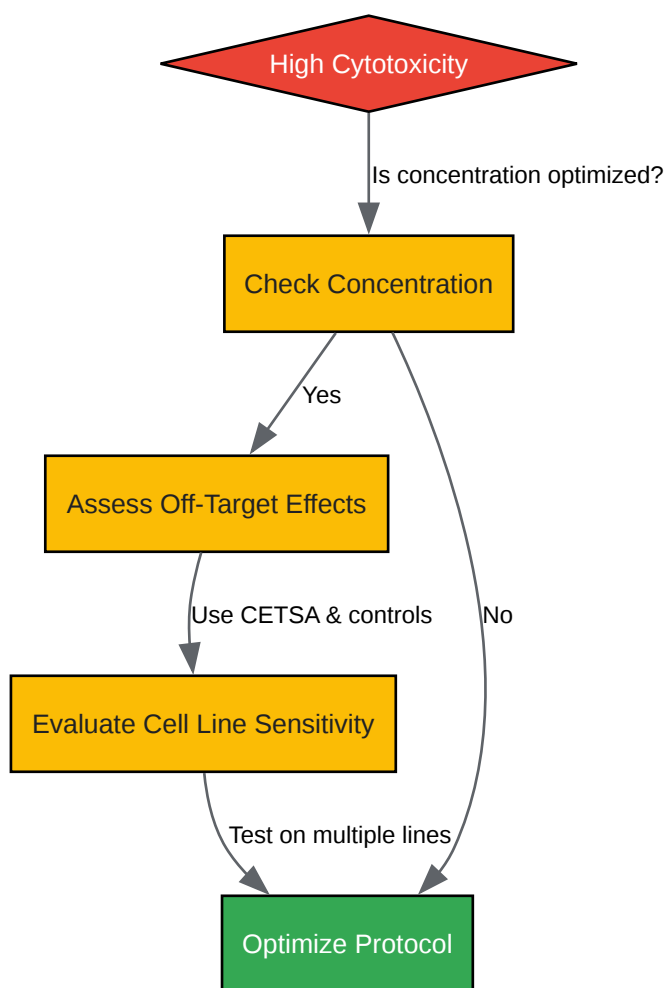 High Cytotoxicity
Is concentration optimized?
Check Concentration
Yes
Assess Off-Target Effects
Use CETSA & controls
No
Evaluate Cell Line Sensitivity
Test on multiple lines
Optimize Protocol